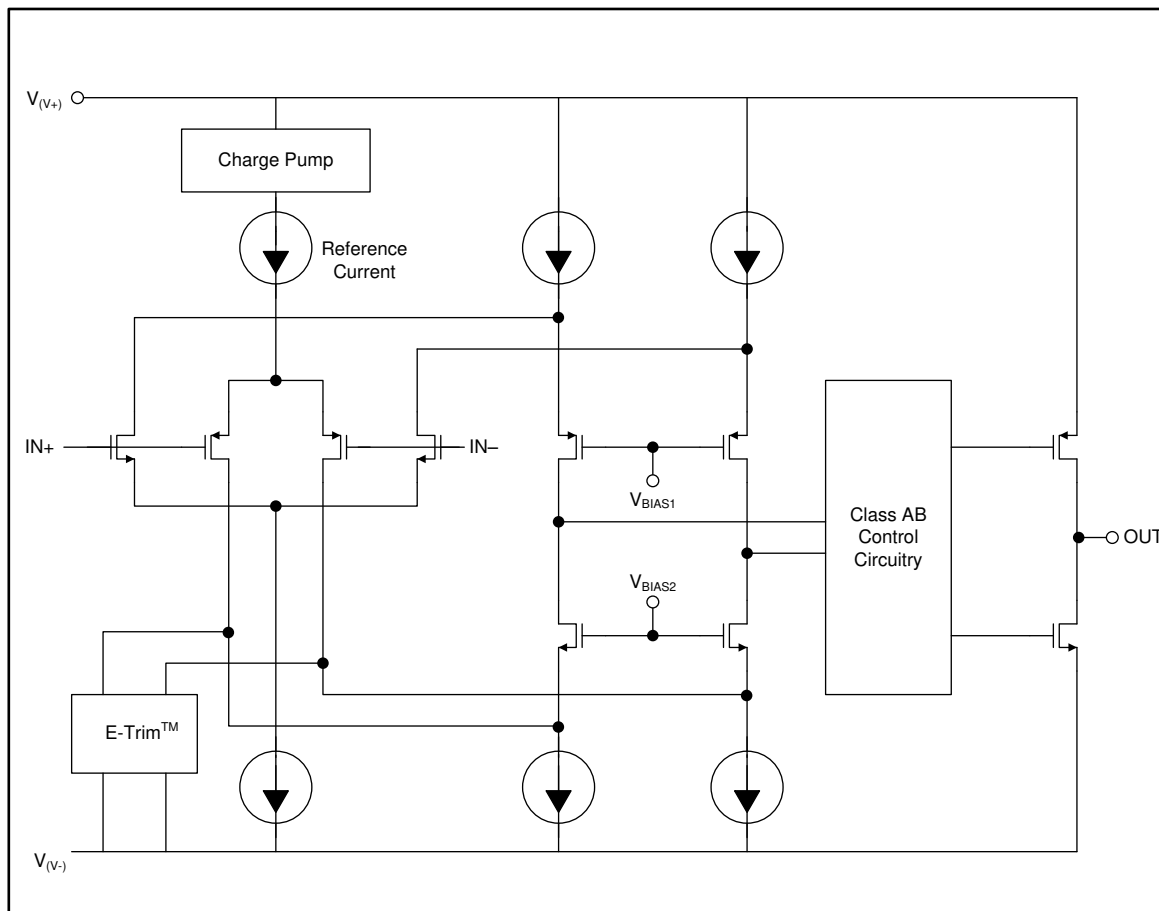 V(V+)
Charge Pump
Reference
Current
IN+
IN–
VBIAS1
Class AB
Control
Circuitry
OUT
VBIAS2
E-Trim™
V(V-)